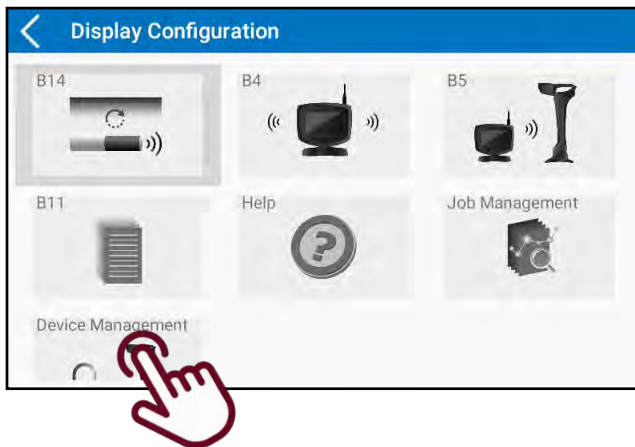 Display Configuration
B14
B4
B5
B11
Help
Job Management
Device Management